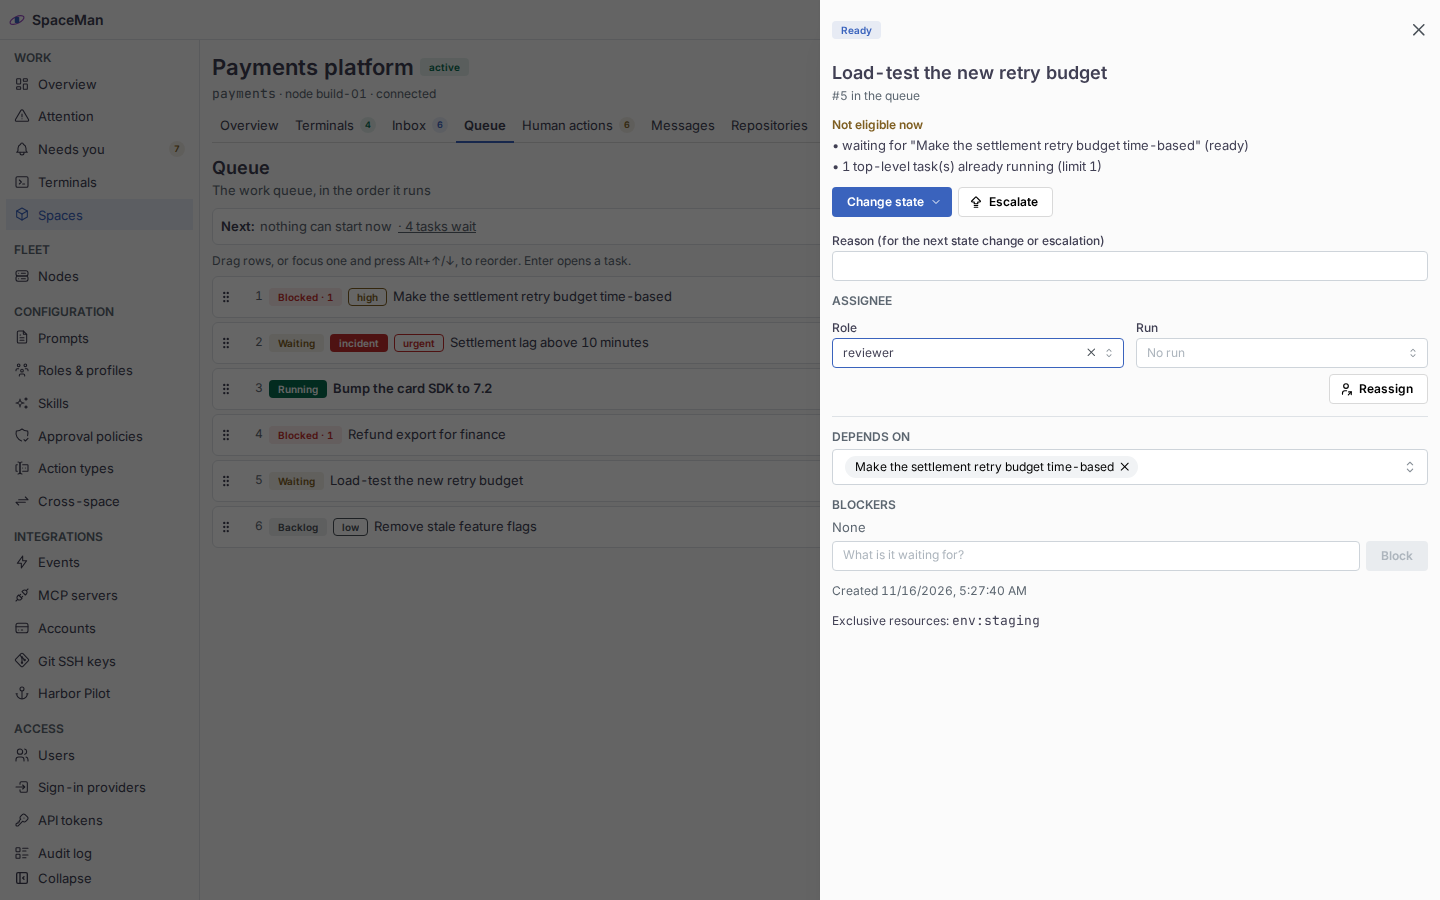 SpaceMan
WORK
Overview
Attention
Needs you 7
Terminals
Spaces
FLEET
Nodes
CONFIGURATION
Prompts
Roles & profiles
Skills
Approval policies
Action types
Cross-space
INTEGRATIONS
Events
MCP servers
Accounts
Git SSH keys
Harbor Pilot
ACCESS
Users
Sign-in providers
API tokens
Audit log
Collapse
Payments platform active
payments · node build-01 · connected
Overview Terminals 4 Inbox 6 Queue Human actions 6 Messages Repositories
Queue
The work queue, in the order it runs
Next: nothing can start now · 4 tasks wait
Drag rows, or focus one and press Alt+↑/↓, to reorder. Enter opens a task.
1 Blocked · 1 high Make the settlement retry budget time-based
2 Waiting incident urgent Settlement lag above 10 minutes
3 Running Bump the card SDK to 7.2
4 Blocked · 1 Refund export for finance
5 Waiting Load-test the new retry budget
6 Backlog low Remove stale feature flags
Ready
Load-test the new retry budget
#5 in the queue
Not eligible now
• waiting for "Make the settlement retry budget time-based" (ready)
• 1 top-level task(s) already running (limit 1)
Change state Escalate
Reason (for the next state change or escalation)
ASSIGNEE
Role Run
reviewer No run
Reassign
DEPENDS ON
Make the settlement retry budget time-based
BLOCKERS
None
What is it waiting for? Block
Created 11/16/2026, 5:27:40 AM
Exclusive resources: env:staging